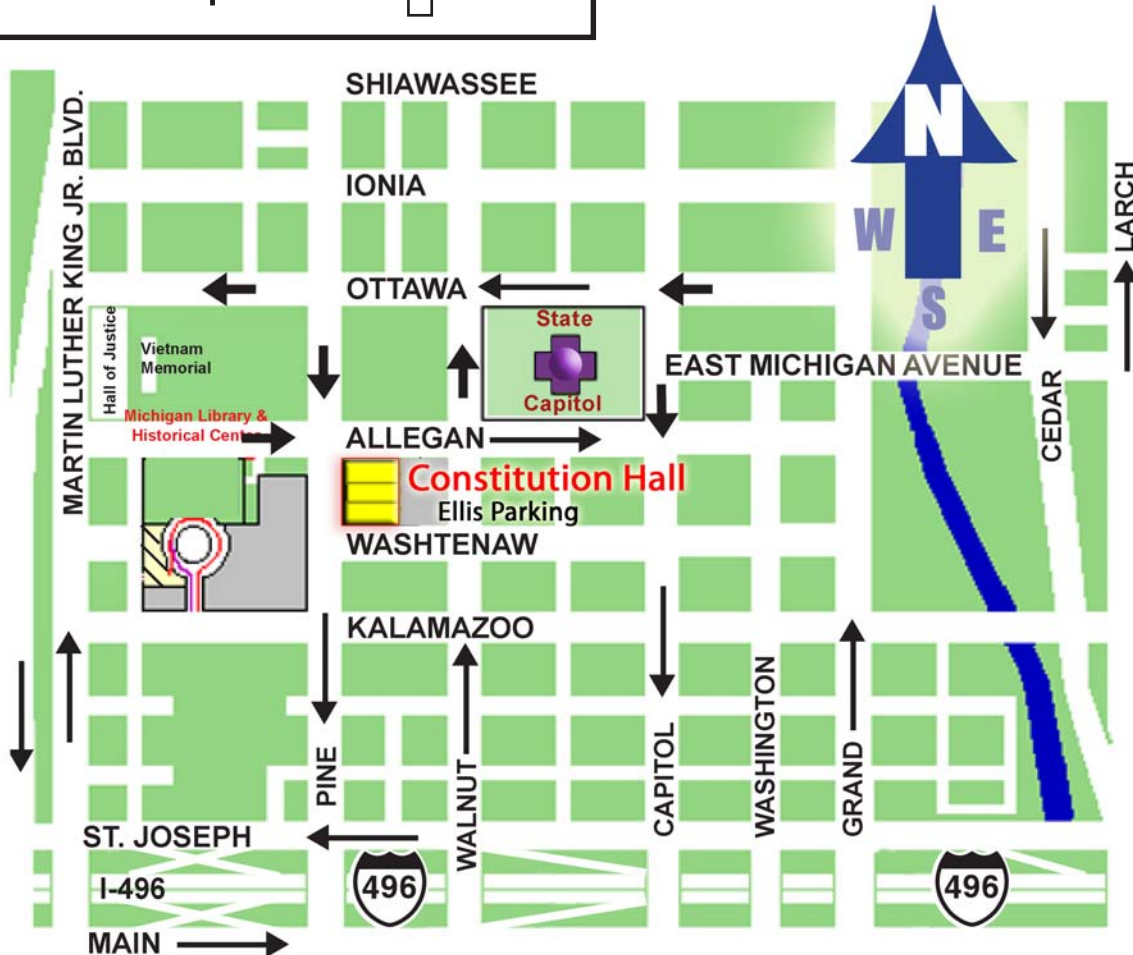 SHIAWASSEE
N
MARTIN LUTHER KING JR. BLVD.
IONIA
LARCH
W
E
OTTAWA
S
State
Capitol
Hall of Justice
Vietnam
Memorial
EAST MICHIGAN AVENUE
Michigan Library &
Historical Center
ALLEGAN
CEDAR
Constitution Hall
Ellis Parking
WASHTENAW
KALAMAZOO
PINE
WALNUT
CAPITOL
WASHINGTON
GRAND
ST. JOSEPH
I-496
496
496
MAIN